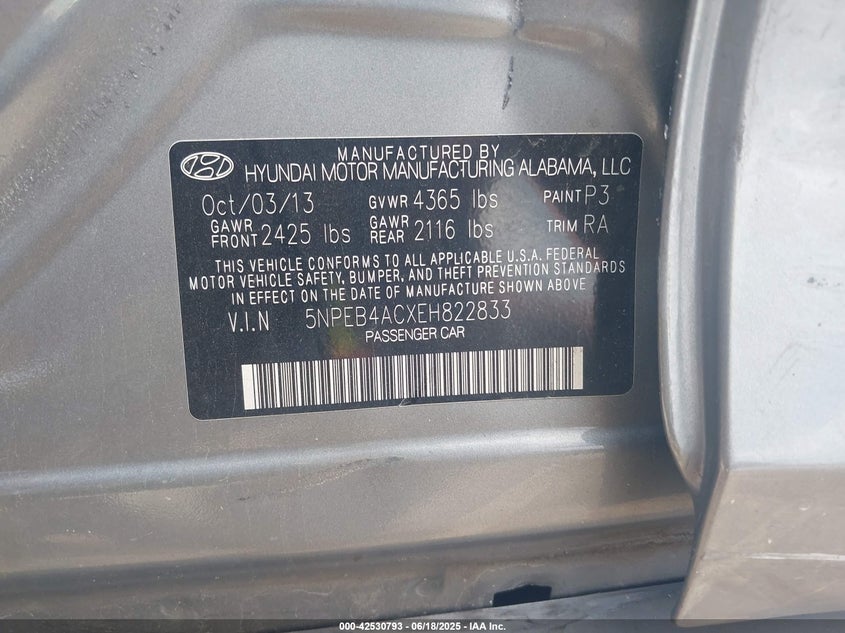 MANUFACTURED BY
HYUNDAI MOTOR MANUFACTURING ALABAMA, LLC
Oct/03/13 GVWR 4365 lbs PAINT P3
GAWR FRONT 2425 lbs GAWR REAR 2116 lbs TRIM RA
THIS VEHICLE CONFORMS TO ALL APPLICABLE U.S.A. FEDERAL
MOTOR VEHICLE SAFETY, BUMPER, AND THEFT PREVENTION STANDARDS
IN EFFECT ON THE DATE OF MANUFACTURE SHOWN ABOVE
V.I.N 5NPEB4ACXEH822833
PASSENGER CAR
000-42530793 - 06/18/2025 - IAA Inc.